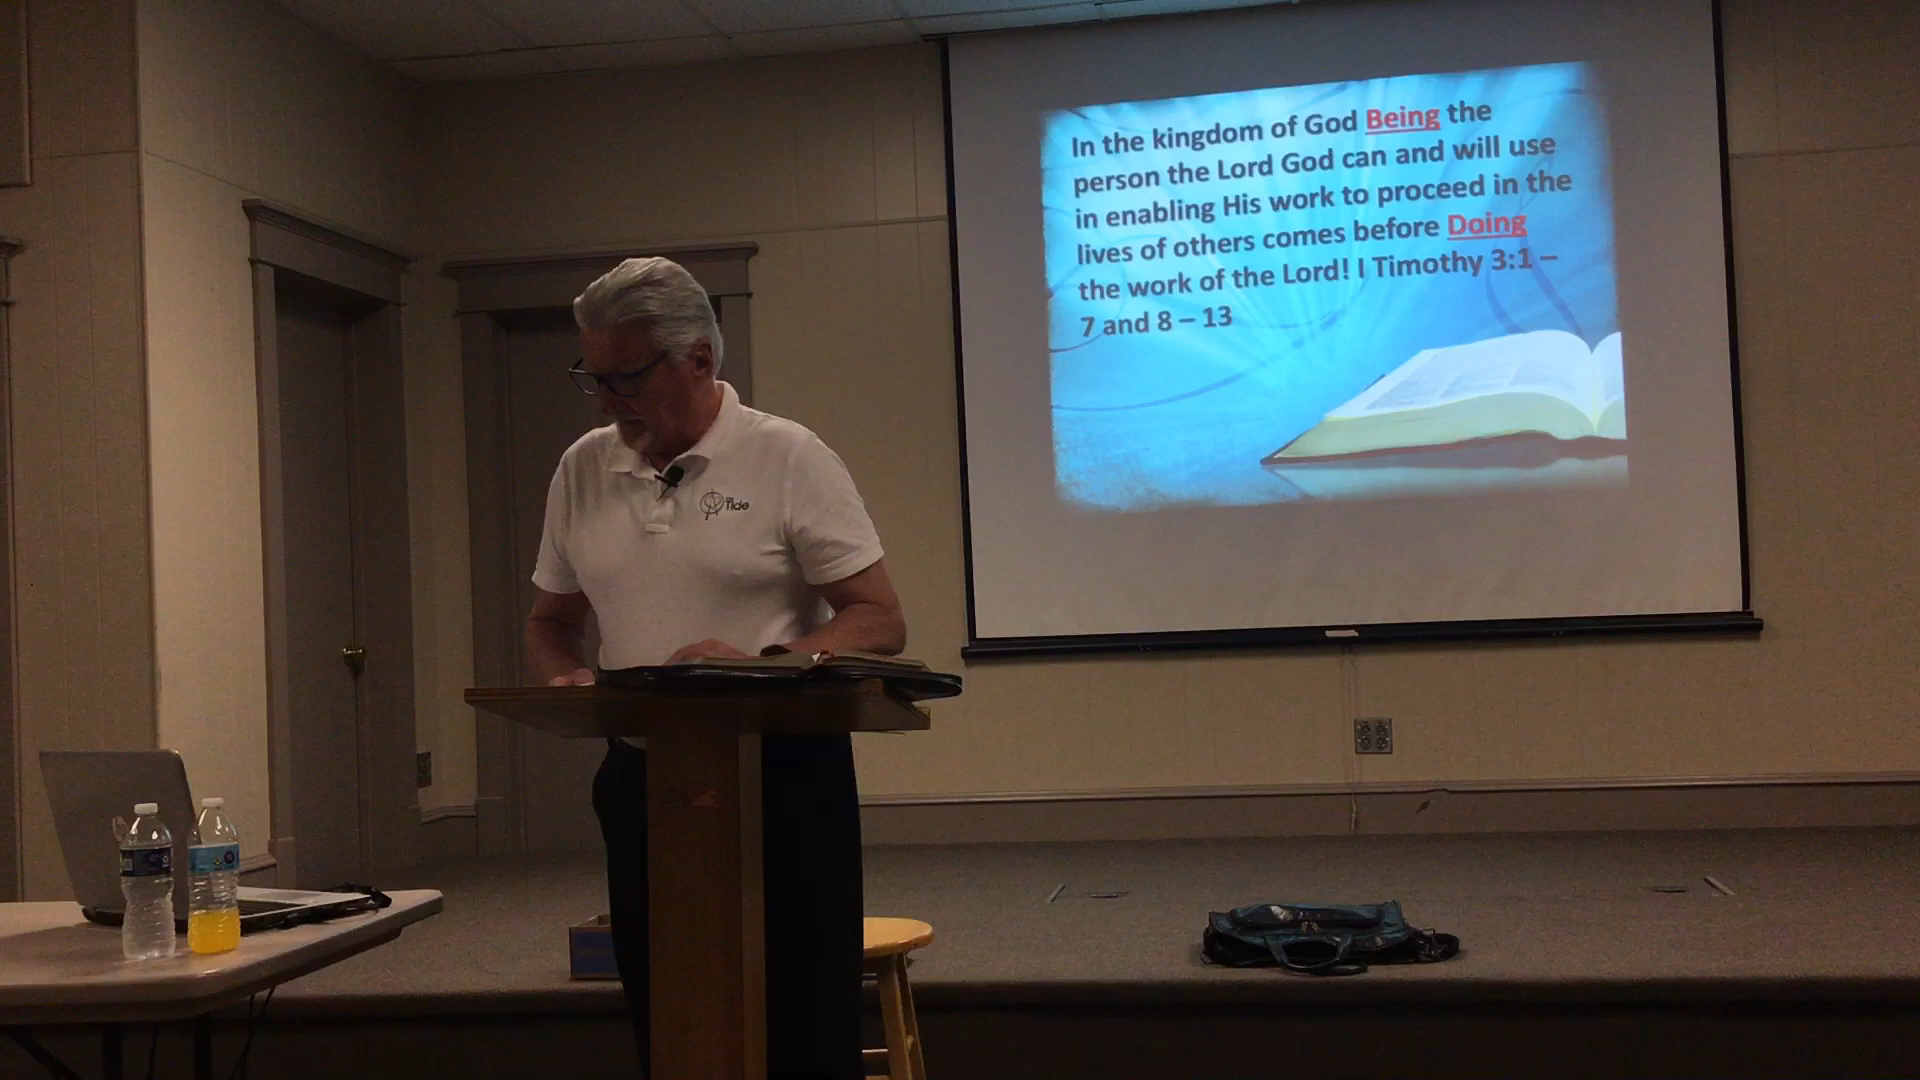 In the kingdom of God Being the
person the Lord God can and will use
in enabling His work to proceed in the
lives of others comes before Doing
the work of the Lord! I Timothy 3:1 –
7 and 8 – 13
Tide